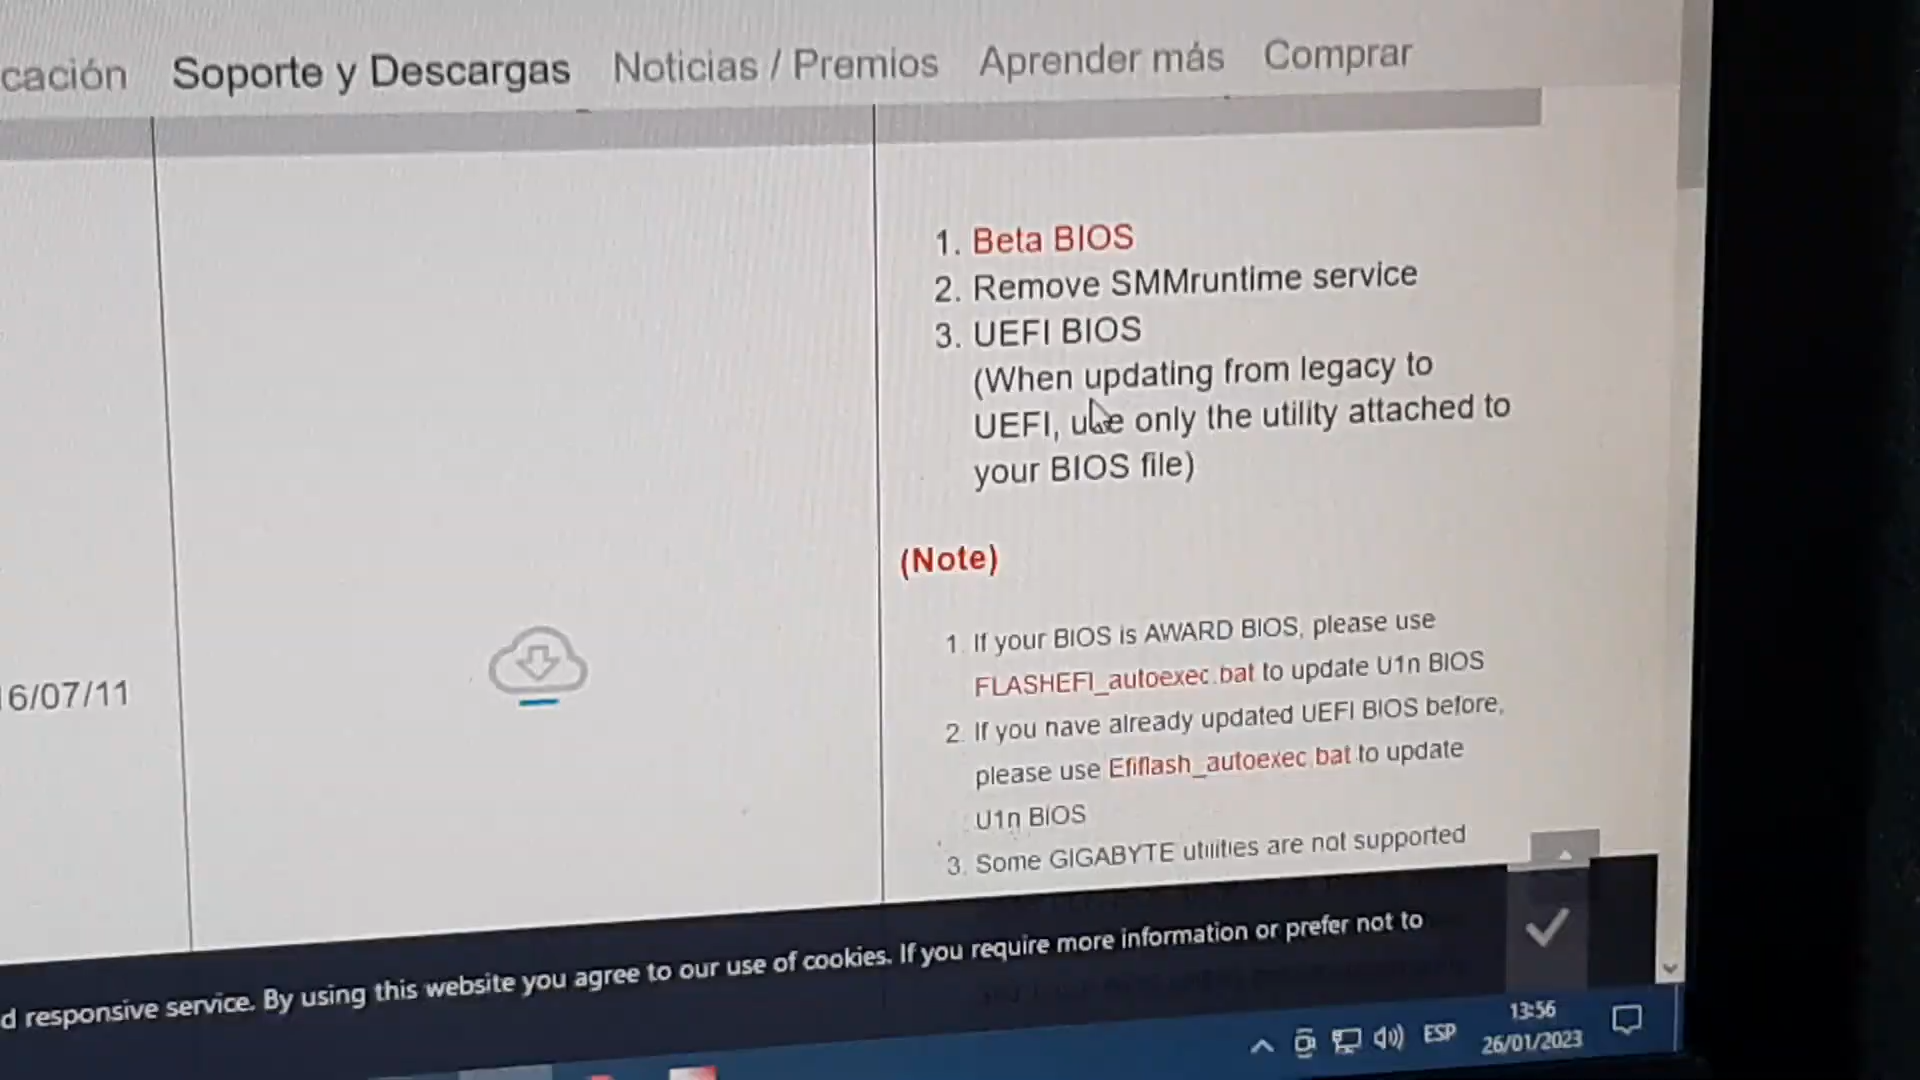 cación Soporte y Descargas Noticias / Premios Aprender más Comprar
1. Beta BIOS
2. Remove SMMruntime service
3. UEFI BIOS
(When updating from legacy to
UEFI, use only the utility attached to
your BIOS file)
(Note)
1. If your BIOS is AWARD BIOS, please use
FLASHEFI_autoexec.bat to update U1n BIOS
16/07/11
2. If you have already updated UEFI BIOS before,
please use Efiflash_autoexec.bat to update
U1n BIOS
3. Some GIGABYTE utilities are not supported
d responsive service. By using this website you agree to our use of cookies. If you require more information or prefer not to
13:56
ESP
26/01/2023